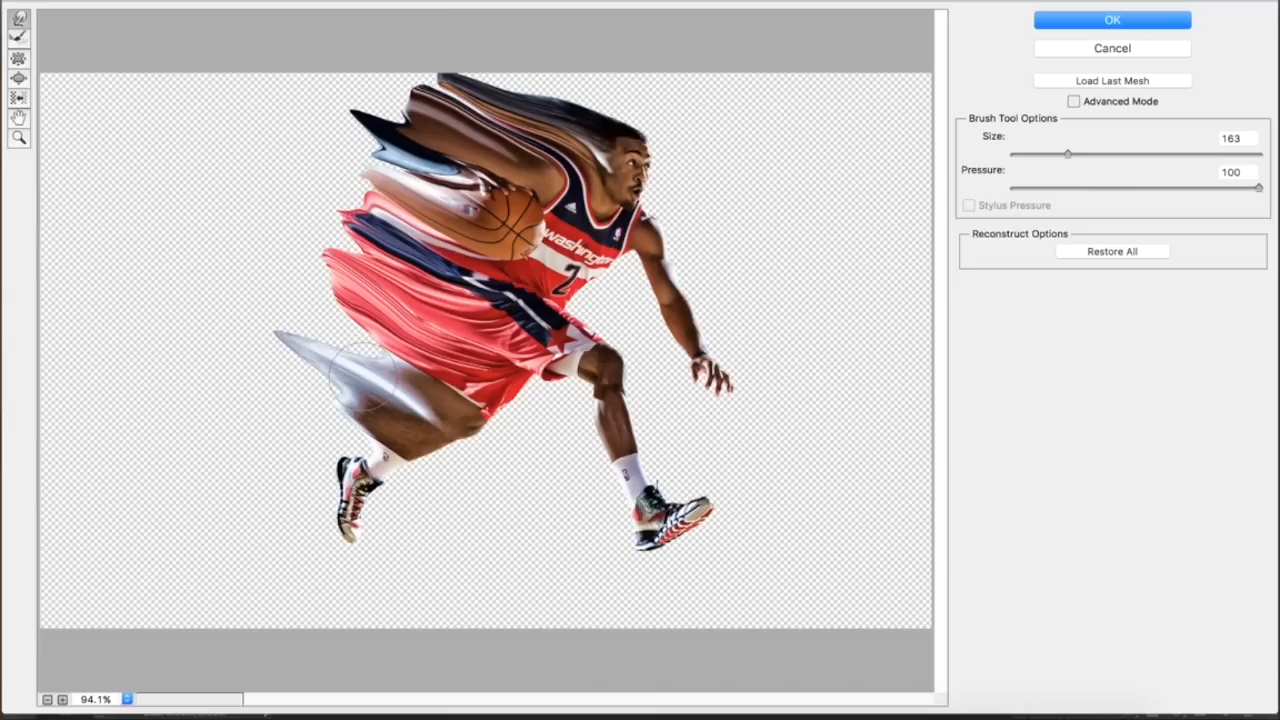 OK
Cancel
Load Last Mesh
Advanced Mode
Brush Tool Options
Size:
163
Pressure:
100
Stylus Pressure
Reconstruct Options
Restore All
washington
2
94.1%